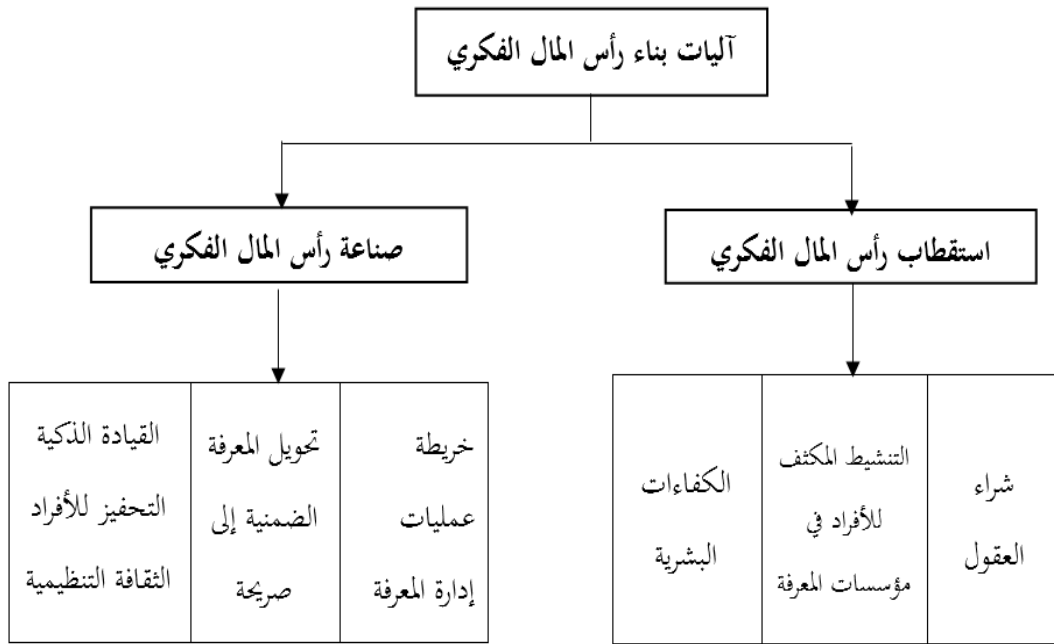 آليات بناء رأس المال الفكري
استقطاب رأس المال الفكري
صناعة رأس المال الفكري
شراء
العقول
التنشيط المكثف
للأفراد في
مؤسسات المعرفة
الكفاءات
البشرية
خريطة
عمليات
إدارة المعرفة
تحويل المعرفة
الضمنية إلى
صريحة
القيادة الذكية
التحفيز للأفراد
الثقافة التنظيمية